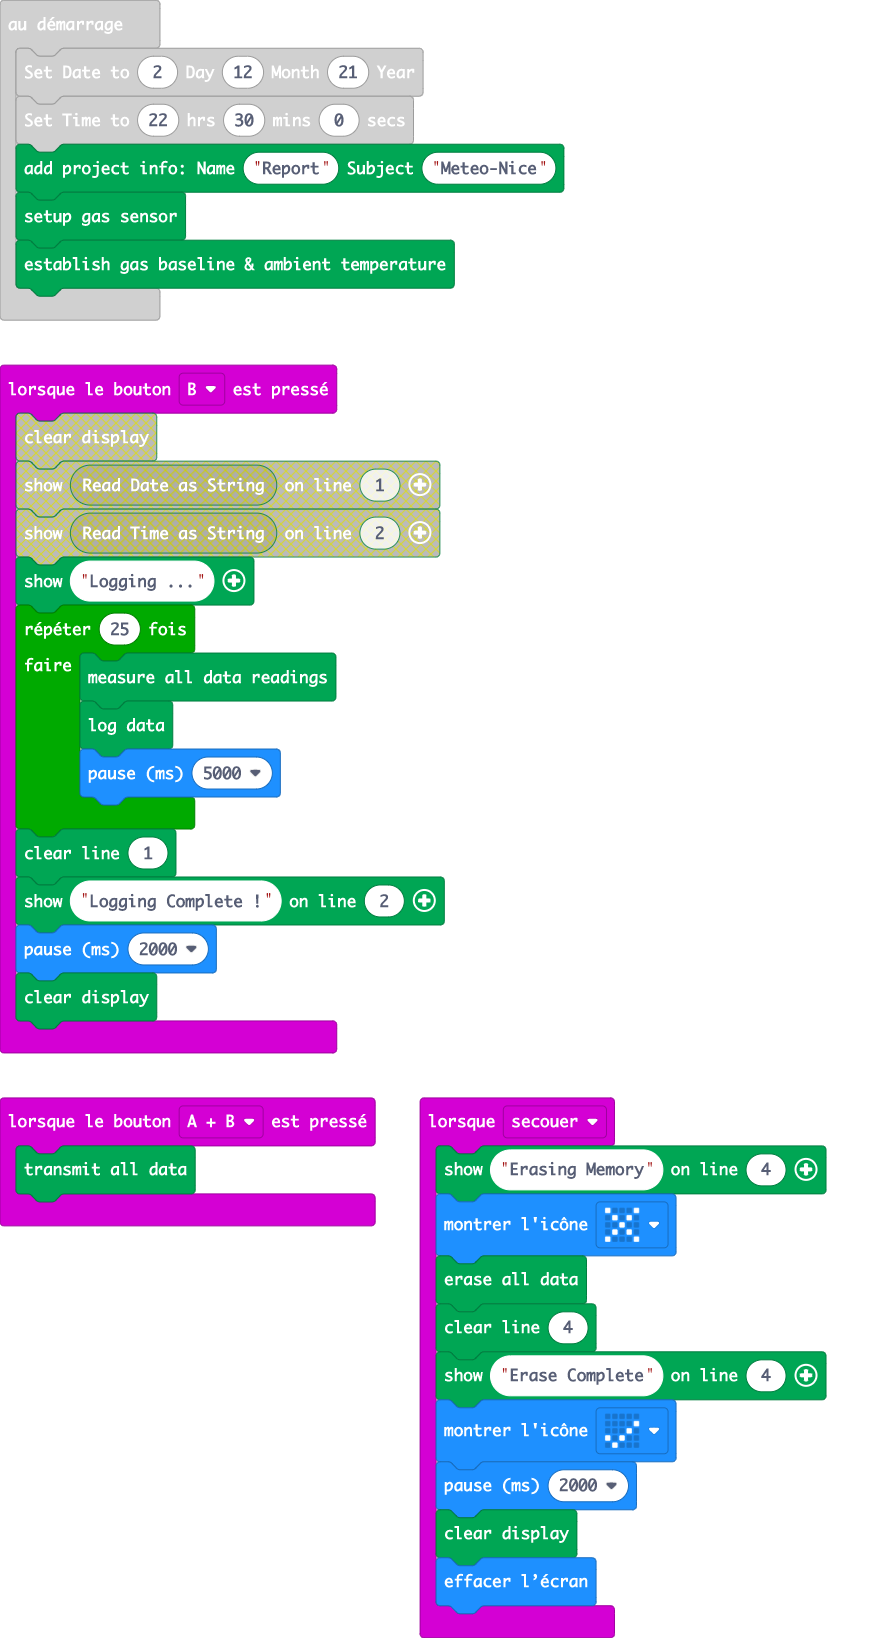 au démarrage
Set Date to 2 Day 12 Month 21 Year
Set Time to 22 hrs 30 mins 0 secs
add project info: Name "Report" Subject "Meteo-Nice"
setup gas sensor
establish gas baseline & ambient temperature
lorsque le bouton B est pressé
clear display
show Read Date as String on line 1
show Read Time as String on line 2
show "Logging ..."
répéter 25 fois
faire
measure all data readings
log data
pause (ms) 5000
clear line 1
show "Logging Complete !" on line 2
pause (ms) 2000
clear display
lorsque le bouton A + B est pressé
transmit all data
lorsque secouer
show "Erasing Memory" on line 4
montrer l'icône
erase all data
clear line 4
show "Erase Complete" on line 4
montrer l'icône
pause (ms) 2000
clear display
effacer l’écran